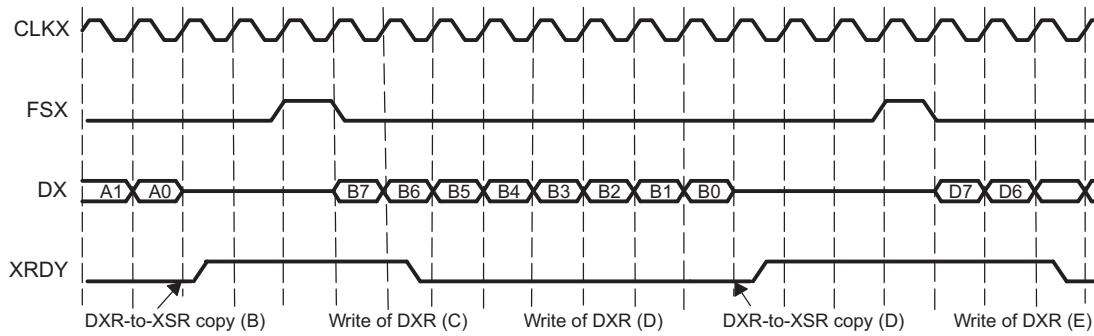 CLKX
FSX
DX A1 A0 B7 B6 B5 B4 B3 B2 B1 B0 D7 D6
XRDY
DXR-to-XSR copy (B) Write of DXR (C) Write of DXR (D) DXR-to-XSR copy (D) Write of DXR (E)